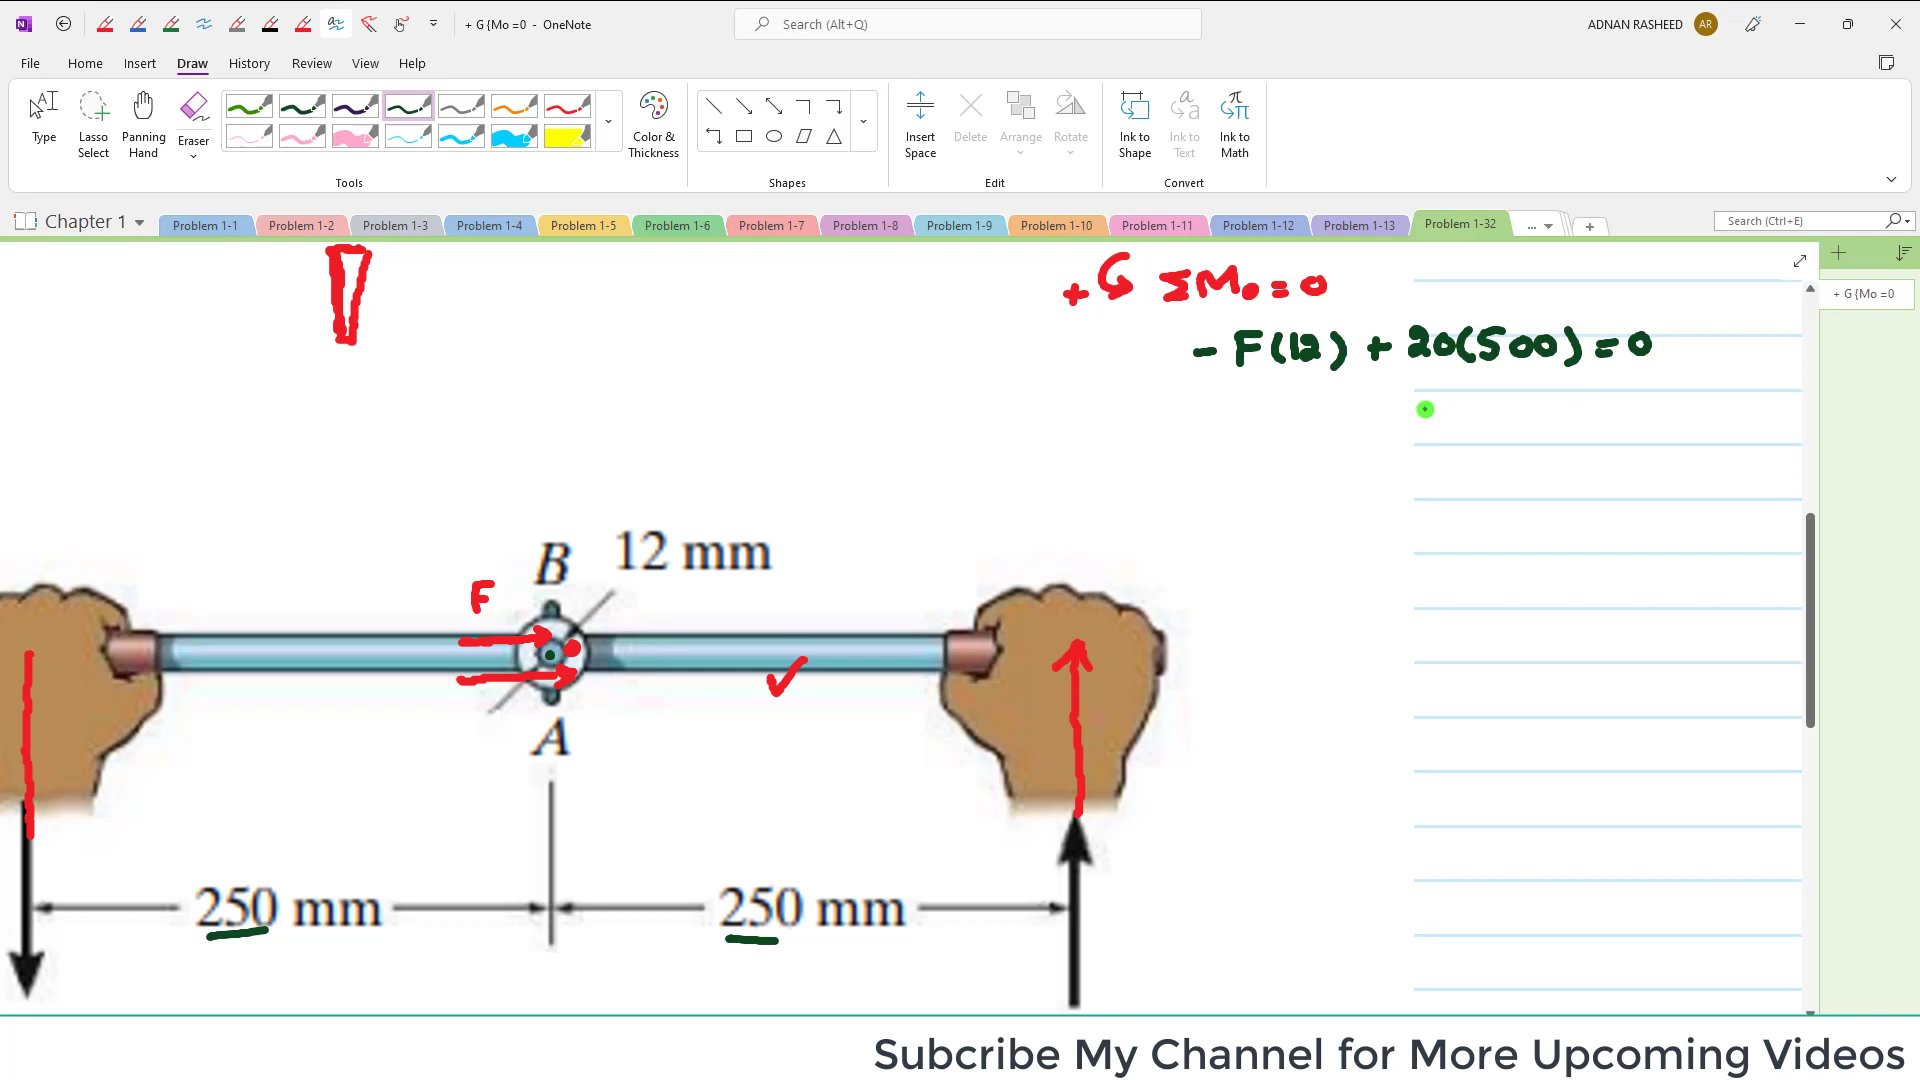 + G {Mo =0 - OneNote
Search (Alt+Q)
ADNAN RASHEED
AR
File Home Insert Draw History Review View Help
Type
Lasso Select
Panning Hand
Eraser
Color & Thickness
Insert Space
Delete
Arrange
Rotate
Ink to Shape
Ink to Text
Ink to Math
Tools
Shapes
Edit
Convert
Chapter 1
Problem 1-1
Problem 1-2
Problem 1-3
Problem 1-4
Problem 1-5
Problem 1-6
Problem 1-7
Problem 1-8
Problem 1-9
Problem 1-10
Problem 1-11
Problem 1-12
Problem 1-13
Problem 1-32
...
Search (Ctrl+E)
+ G {Mo =0
+ ΣMo = 0
- F(12) + 20(500) = 0
B
12 mm
F
A
250 mm
250 mm
Subcribe My Channel for More Upcoming Videos